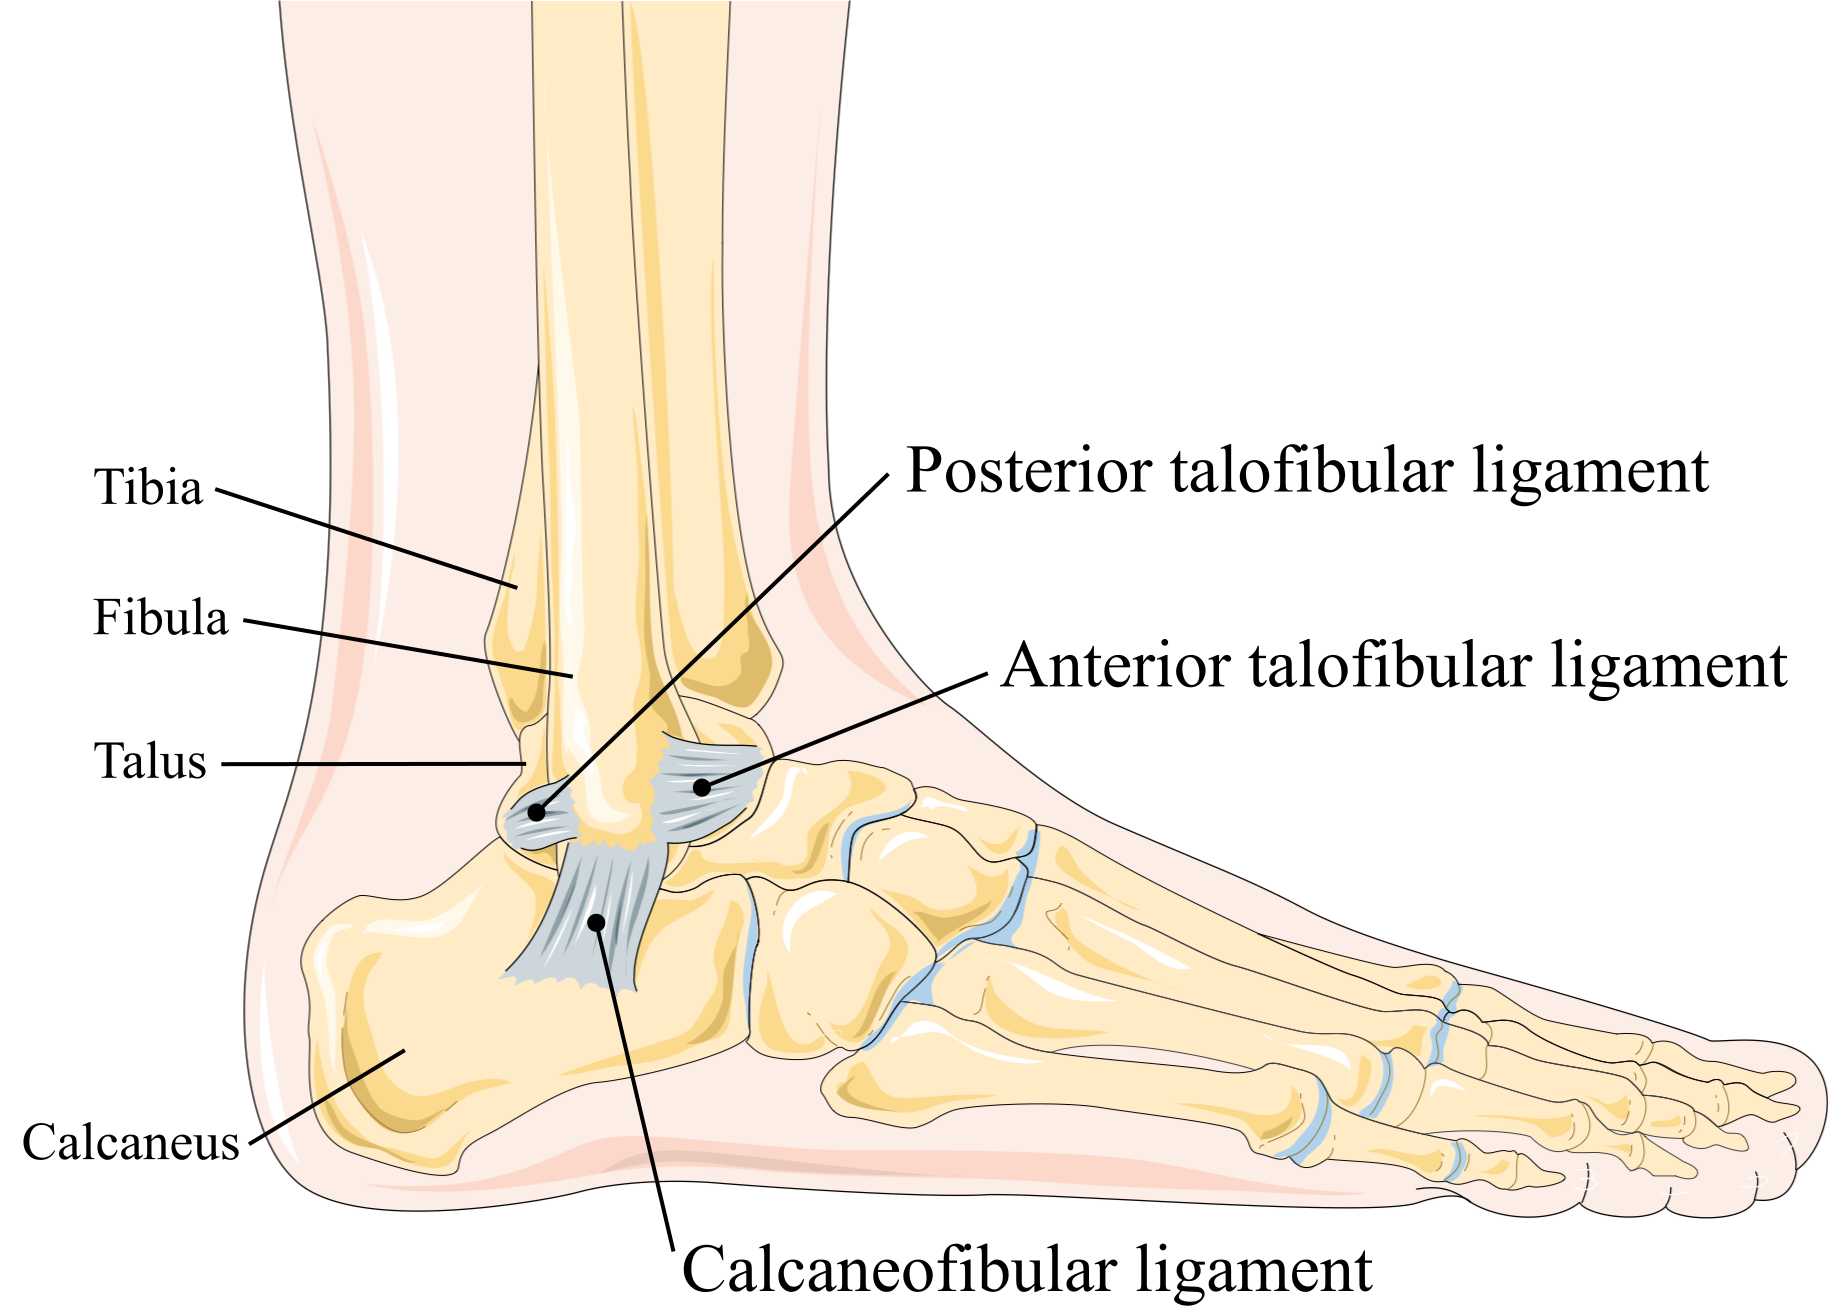 Posterior talofibular ligament
Tibia
Fibula
Anterior talofibular ligament
Talus
Calcaneus
Calcaneofibular ligament